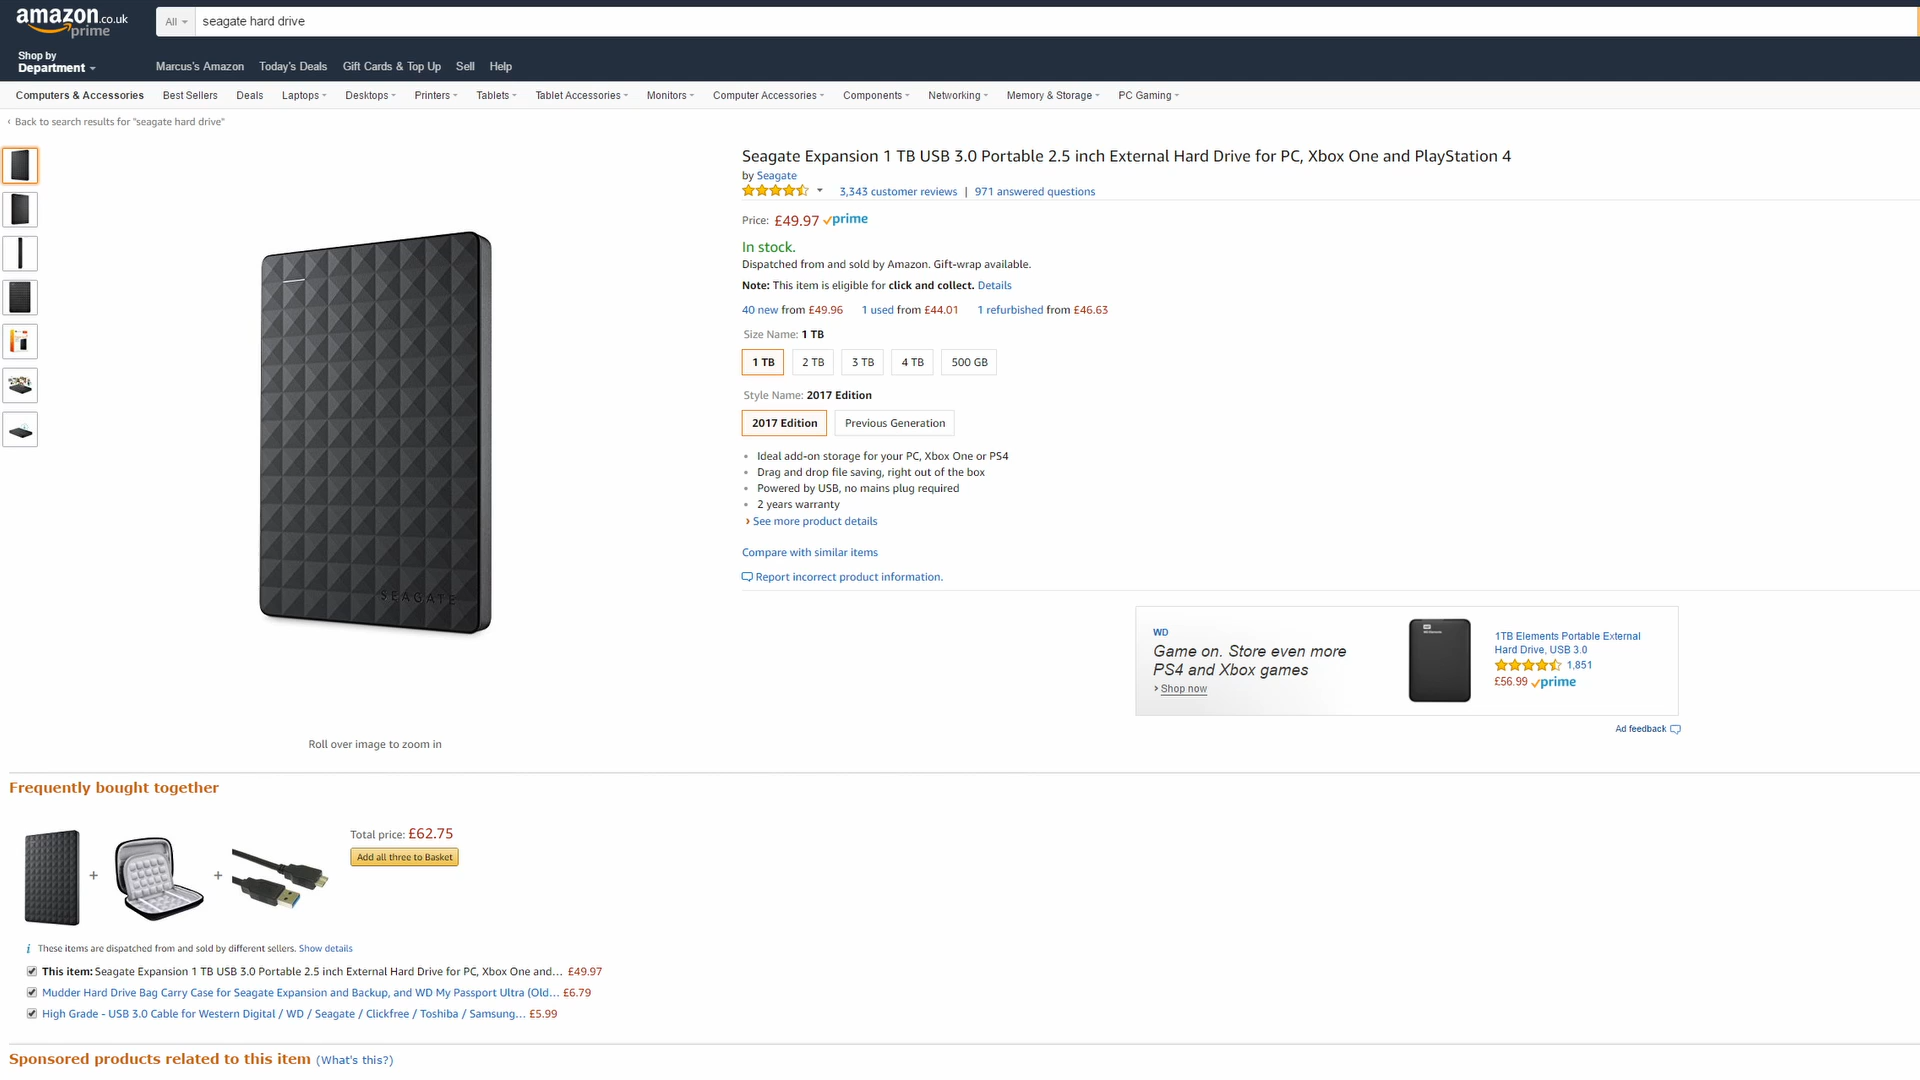 amazon.co.uk
prime
All
seagate hard drive
Shop by
Department
Marcus's Amazon Today's Deals Gift Cards & Top Up Sell Help
Computers & Accessories Best Sellers Deals Laptops Desktops Printers Tablets Tablet Accessories Monitors Computer Accessories Components Networking Memory & Storage PC Gaming
‹ Back to search results for "seagate hard drive"
Seagate Expansion 1 TB USB 3.0 Portable 2.5 inch External Hard Drive for PC, Xbox One and PlayStation 4
by Seagate
3,343 customer reviews | 971 answered questions
Price: £49.97 prime
In stock.
Dispatched from and sold by Amazon. Gift-wrap available.
Note: This item is eligible for click and collect. Details
40 new from £49.96 1 used from £44.01 1 refurbished from £46.63
Size Name: 1 TB
1 TB 2 TB 3 TB 4 TB 500 GB
Style Name: 2017 Edition
2017 Edition Previous Generation
• Ideal add-on storage for your PC, Xbox One or PS4
• Drag and drop file saving, right out of the box
• Powered by USB, no mains plug required
• 2 years warranty
› See more product details
Compare with similar items
Report incorrect product information.
SEAGATE
Roll over image to zoom in
WD
Game on. Store even more
PS4 and Xbox games
› Shop now
1TB Elements Portable External
Hard Drive, USB 3.0
1,851
£56.99 prime
Ad feedback
Frequently bought together
+ +
Total price: £62.75
Add all three to Basket
i These items are dispatched from and sold by different sellers. Show details
This item: Seagate Expansion 1 TB USB 3.0 Portable 2.5 inch External Hard Drive for PC, Xbox One and... £49.97
Mudder Hard Drive Bag Carry Case for Seagate Expansion and Backup, and WD My Passport Ultra (Old... £6.79
High Grade - USB 3.0 Cable for Western Digital / WD / Seagate / Clickfree / Toshiba / Samsung... £5.99
Sponsored products related to this item (What's this?)